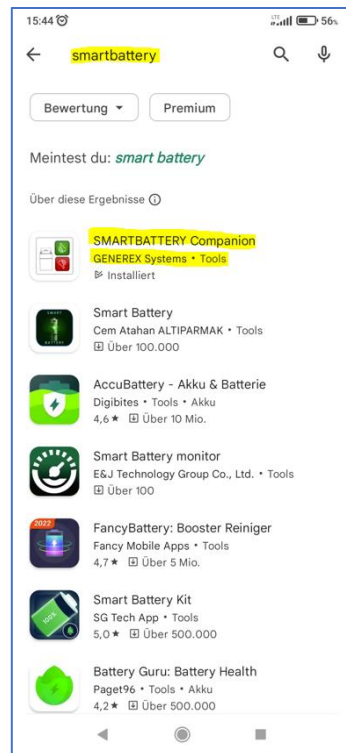 15:44
LTE
56%
smartbattery
Bewertung
Premium
Meintest du: smart battery
Über diese Ergebnisse
SMARTBATTERY Companion
GENEREX Systems • Tools
Installiert
SMART
BATTERY
Smart Battery
Cem Atahan ALTIPARMAK • Tools
Über 100.000
AccuBattery - Akku & Batterie
Digibites • Tools • Akku
4,6★ Über 10 Mio.
Smart Battery monitor
E&J Technology Group Co., Ltd. • Tools
Über 100
2022
FancyBattery: Booster Reiniger
Fancy Mobile Apps • Tools
4,7★ Über 5 Mio.
100%
Smart Battery Kit
SG Tech App • Tools
5,0★ Über 500.000
Battery Guru: Battery Health
Paget96 • Tools • Akku
4,2★ Über 500.000